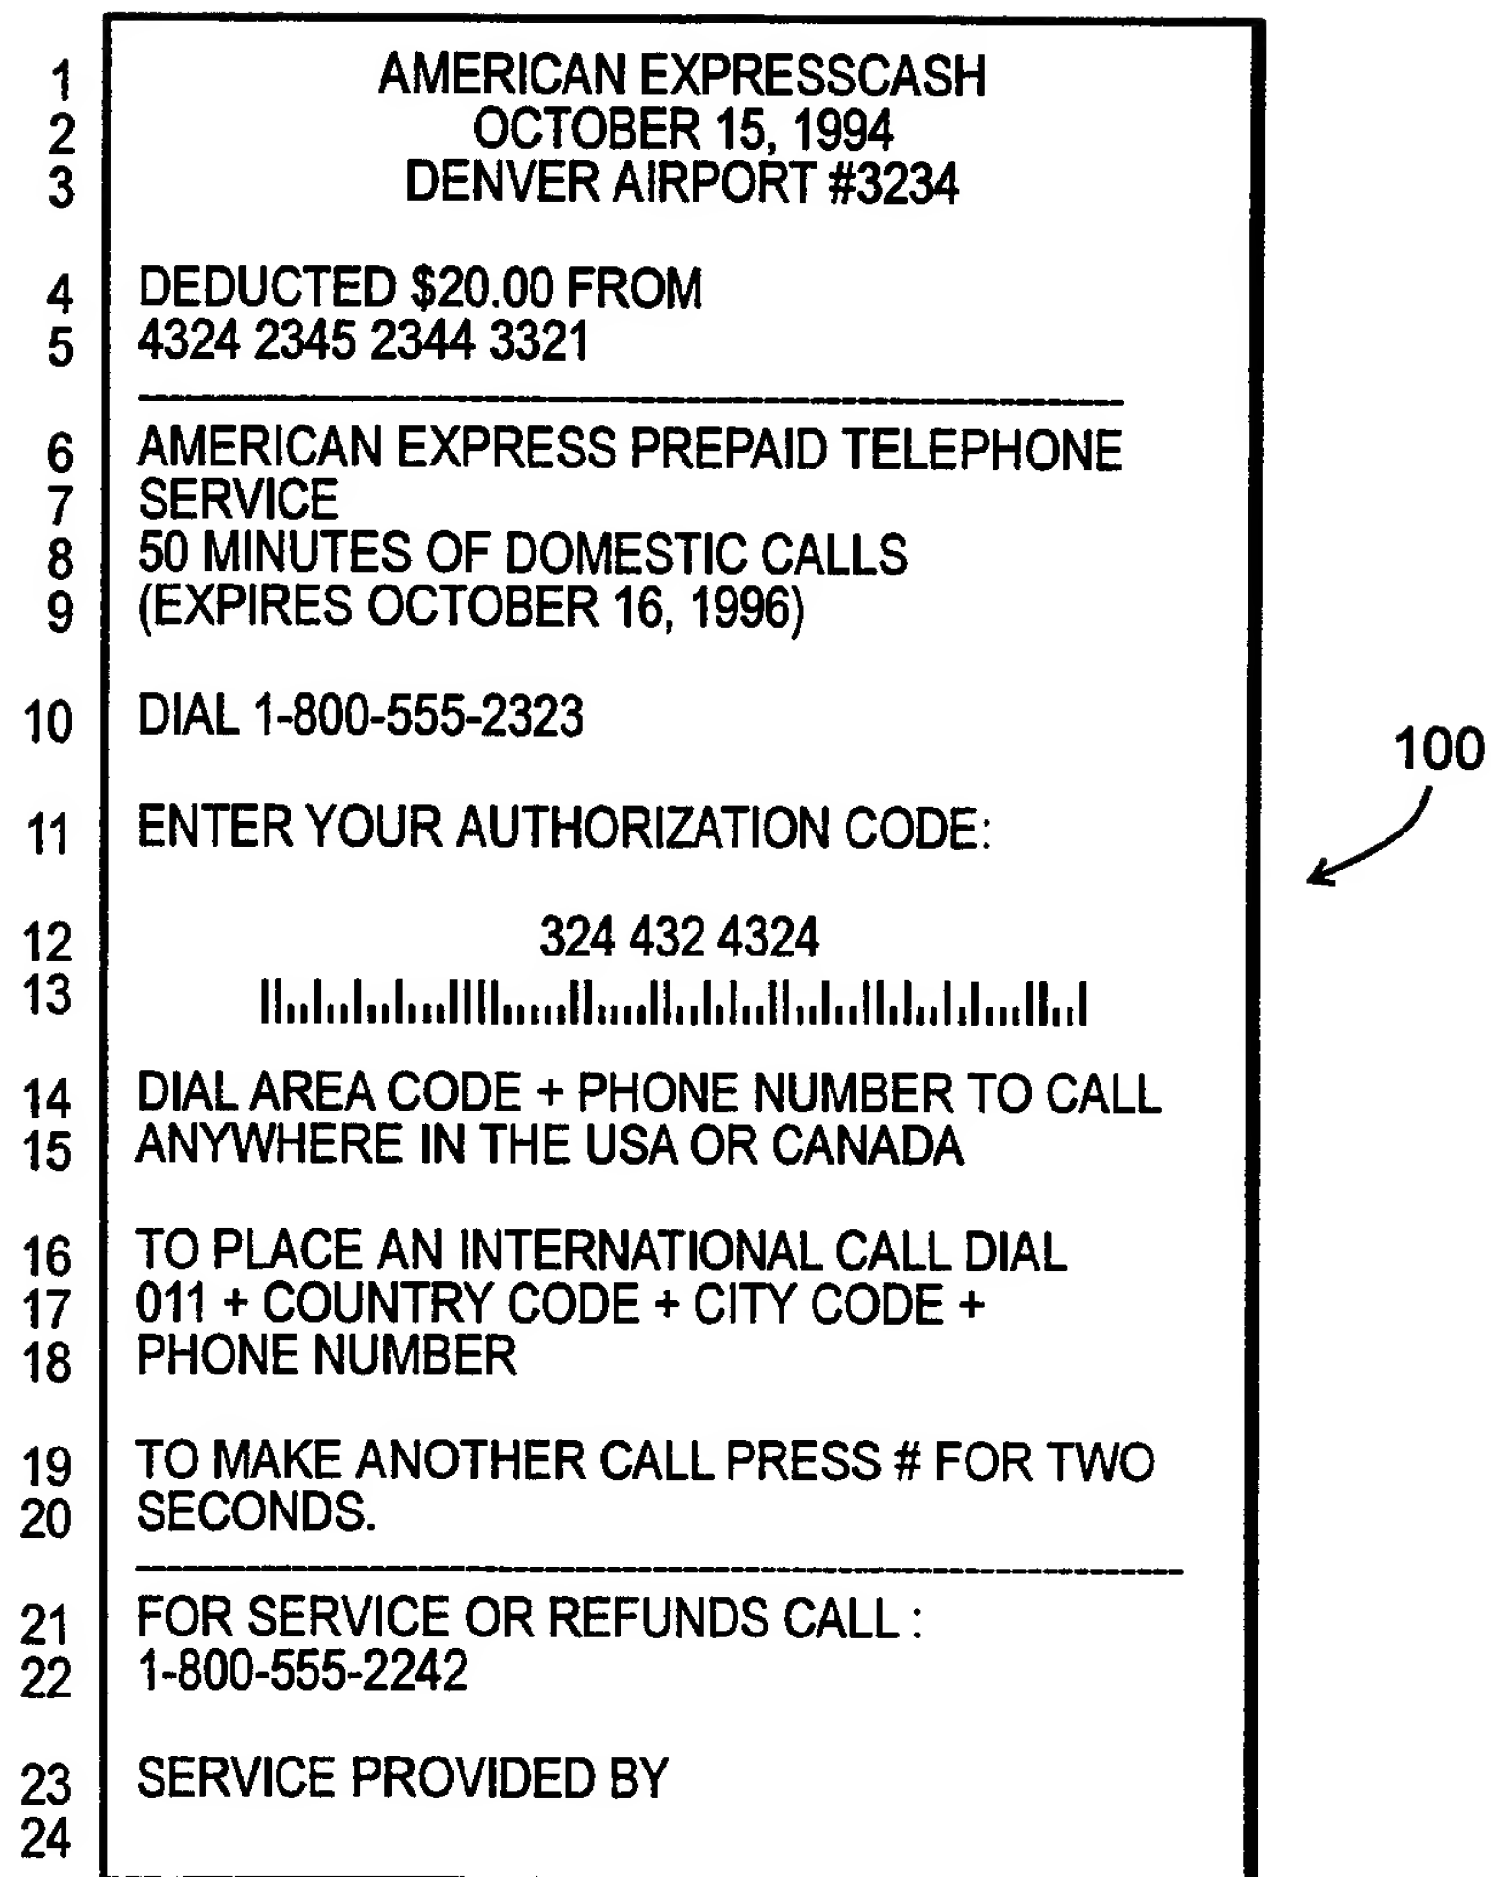 1 AMERICAN EXPRESSCASH
2 OCTOBER 15, 1994
3 DENVER AIRPORT #3234
4 DEDUCTED $20.00 FROM
5 4324 2345 2344 3321
6 AMERICAN EXPRESS PREPAID TELEPHONE
7 SERVICE
8 50 MINUTES OF DOMESTIC CALLS
9 (EXPIRES OCTOBER 16, 1996)
10 DIAL 1-800-555-2323
100
11 ENTER YOUR AUTHORIZATION CODE:
12 324 432 4324
13
14 DIAL AREA CODE + PHONE NUMBER TO CALL
15 ANYWHERE IN THE USA OR CANADA
16 TO PLACE AN INTERNATIONAL CALL DIAL
17 011 + COUNTRY CODE + CITY CODE +
18 PHONE NUMBER
19 TO MAKE ANOTHER CALL PRESS # FOR TWO
20 SECONDS.
21 FOR SERVICE OR REFUNDS CALL :
22 1-800-555-2242
23 SERVICE PROVIDED BY
24